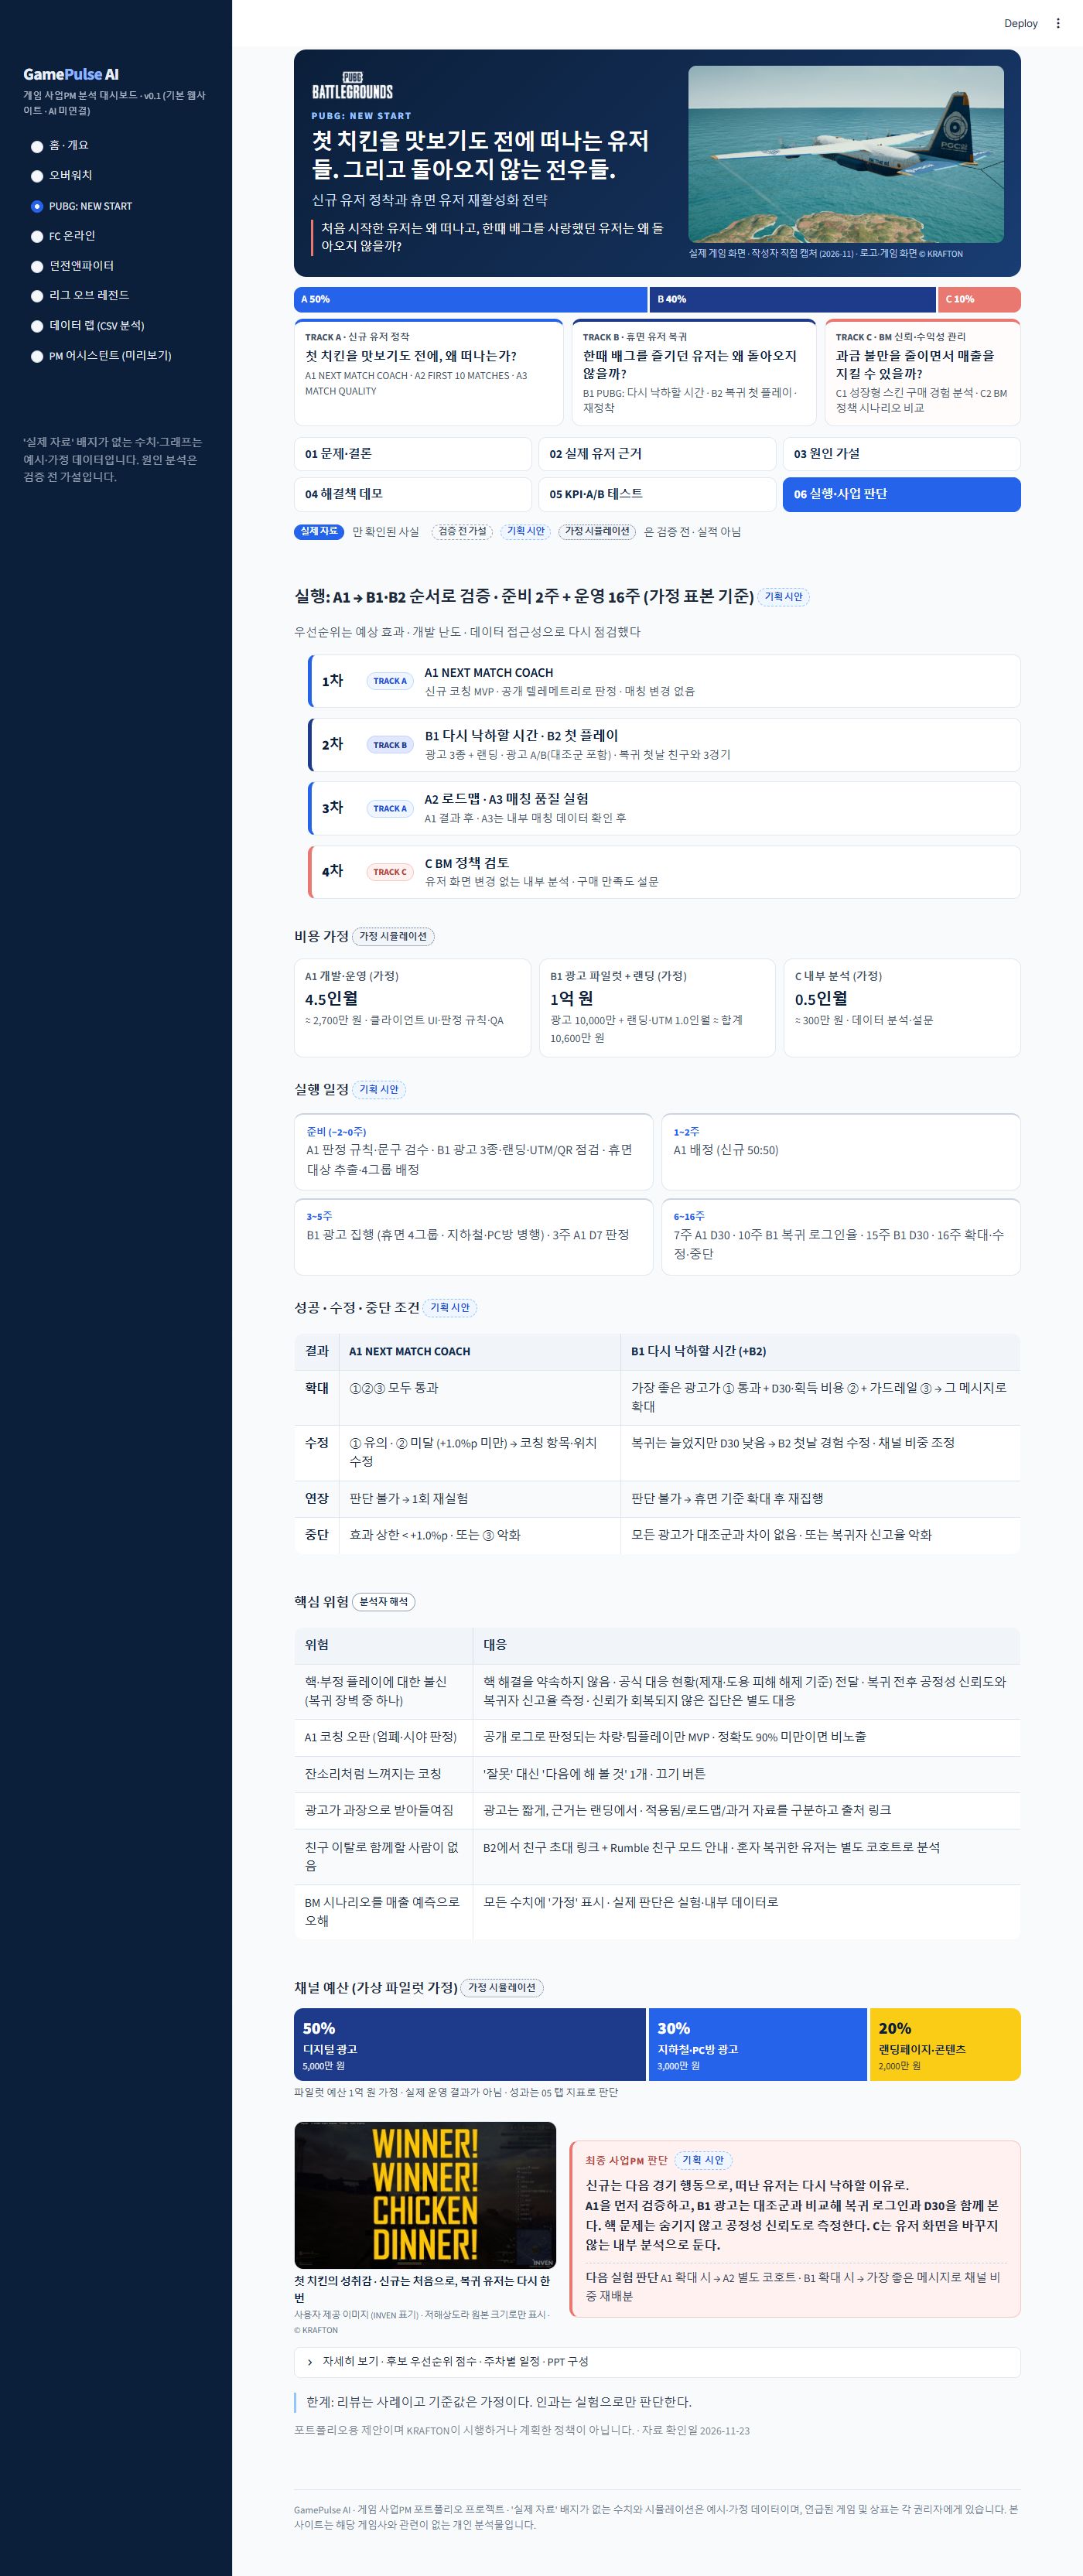 Deploy
GamePulse AI
게임 사업PM 분석 대시보드 · v0.1 (기본 웹사
이트 · AI 미연결)
홈 · 개요
오버워치
PUBG: NEW START
FC 온라인
던전앤파이터
리그 오브 레전드
데이터 랩 (CSV 분석)
PM 어시스턴트 (미리보기)
'실제 자료' 배지가 없는 수치·그래프는
예시·가정 데이터입니다. 원인 분석은
검증 전 가설입니다.
PUBG
BATTLEGROUNDS
PUBG: NEW START
첫 치킨을 맛보기도 전에 떠나는 유저
들. 그리고 돌아오지 않는 전우들.
신규 유저 정착과 휴면 유저 재활성화 전략
처음 시작한 유저는 왜 떠나고, 한때 배그를 사랑했던 유저는 왜 돌
아오지 않을까?
PGCE
실제 게임 화면 · 작성자 직접 캡처 (2026-11) · 로고·게임 화면 © KRAFTON
A 50%
B 40%
C 10%
TRACK A · 신규 유저 정착
첫 치킨을 맛보기도 전에, 왜 떠나는가?
A1 NEXT MATCH COACH · A2 FIRST 10 MATCHES · A3
MATCH QUALITY
TRACK B · 휴면 유저 복귀
한때 배그를 즐기던 유저는 왜 돌아오지
않을까?
B1 PUBG: 다시 낙하할 시간 · B2 복귀 첫 플레이 ·
재정착
TRACK C · BM 신뢰·수익성 관리
과금 불만을 줄이면서 매출을
지킬 수 있을까?
C1 성장형 스킨 구매 경험 분석 · C2 BM
정책 시나리오 비교
01 문제·결론
02 실제 유저 근거
03 원인 가설
04 해결책 데모
05 KPI·A/B 테스트
06 실행·사업 판단
실제 자료 만 확인된 사실 검증 전 가설 기획 시안 가정 시뮬레이션 은 검증 전 · 실적 아님
실행: A1 → B1·B2 순서로 검증 · 준비 2주 + 운영 16주 (가정 표본 기준) 기획 시안
우선순위는 예상 효과 · 개발 난도 · 데이터 접근성으로 다시 점검했다
1차
TRACK A
A1 NEXT MATCH COACH
신규 코칭 MVP · 공개 텔레메트리로 판정 · 매칭 변경 없음
2차
TRACK B
B1 다시 낙하할 시간 · B2 첫 플레이
광고 3종 + 랜딩 · 광고 A/B(대조군 포함) · 복귀 첫날 친구와 3경기
3차
TRACK A
A2 로드맵 · A3 매칭 품질 실험
A1 결과 후 · A3는 내부 매칭 데이터 확인 후
4차
TRACK C
C BM 정책 검토
유저 화면 변경 없는 내부 분석 · 구매 만족도 설문
비용 가정 가정 시뮬레이션
A1 개발·운영 (가정)
4.5인월
≈ 2,700만 원 · 클라이언트 UI·판정 규칙·QA
B1 광고 파일럿 + 랜딩 (가정)
1억 원
광고 10,000만 + 랜딩·UTM 1.0인월 ≈ 합계
10,600만 원
C 내부 분석 (가정)
0.5인월
≈ 300만 원 · 데이터 분석·설문
실행 일정 기획 시안
준비 (−2~0주)
A1 판정 규칙·문구 검수 · B1 광고 3종·랜딩·UTM/QR 점검 · 휴면
대상 추출·4그룹 배정
1~2주
A1 배정 (신규 50:50)
3~5주
B1 광고 집행 (휴면 4그룹 · 지하철·PC방 병행) · 3주 A1 D7 판정
6~16주
7주 A1 D30 · 10주 B1 복귀 로그인율 · 15주 B1 D30 · 16주 확대·수
정·중단
성공 · 수정 · 중단 조건 기획 시안
결과
A1 NEXT MATCH COACH
B1 다시 낙하할 시간 (+B2)
확대
①②③ 모두 통과
가장 좋은 광고가 ① 통과 + D30·획득 비용 ② + 가드레일 ③ → 그 메시지로
확대
수정
① 유의 · ② 미달 (+1.0%p 미만) → 코칭 항목·위치
수정
복귀는 늘었지만 D30 낮음 → B2 첫날 경험 수정 · 채널 비중 조정
연장
판단 불가 → 1회 재실험
판단 불가 → 휴면 기준 확대 후 재집행
중단
효과 상한 < +1.0%p · 또는 ③ 악화
모든 광고가 대조군과 차이 없음 · 또는 복귀자 신고율 악화
핵심 위험 분석자 해석
위험
대응
핵·부정 플레이에 대한 불신
(복귀 장벽 중 하나)
핵 해결을 약속하지 않음 · 공식 대응 현황(제재·도용 피해 해제 기준) 전달 · 복귀 전후 공정성 신뢰도와
복귀자 신고율 측정 · 신뢰가 회복되지 않은 집단은 별도 대응
A1 코칭 오판 (엄폐·시야 판정)
공개 로그로 판정되는 차량·팀플레이만 MVP · 정확도 90% 미만이면 비노출
잔소리처럼 느껴지는 코칭
'잘못' 대신 '다음에 해 볼 것' 1개 · 끄기 버튼
광고가 과장으로 받아들여짐
광고는 짧게, 근거는 랜딩에서 · 적용됨/로드맵/과거 자료를 구분하고 출처 링크
친구 이탈로 함께할 사람이 없
음
B2에서 친구 초대 링크 + Rumble 친구 모드 안내 · 혼자 복귀한 유저는 별도 코호트로 분석
BM 시나리오를 매출 예측으로
오해
모든 수치에 '가정' 표시 · 실제 판단은 실험·내부 데이터로
채널 예산 (가상 파일럿 가정) 가정 시뮬레이션
50%
디지털 광고
5,000만 원
30%
지하철·PC방 광고
3,000만 원
20%
랜딩페이지·콘텐츠
2,000만 원
파일럿 예산 1억 원 가정 · 실제 운영 결과가 아님 · 성과는 05 탭 지표로 판단
WINNER!
WINNER!
CHICKEN
DINNER!
INVEN
첫 치킨의 성취감 · 신규는 처음으로, 복귀 유저는 다시 한
번
사용자 제공 이미지 (INVEN 표기) · 저해상도라 원본 크기로만 표시 ·
© KRAFTON
최종 사업PM 판단 기획 시안
신규는 다음 경기 행동으로, 떠난 유저는 다시 낙하할 이유로.
A1을 먼저 검증하고, B1 광고는 대조군과 비교해 복귀 로그인과 D30을 함께 본
다. 핵 문제는 숨기지 않고 공정성 신뢰도로 측정한다. C는 유저 화면을 바꾸지
않는 내부 분석으로 둔다.
다음 실험 판단 A1 확대 시 → A2 별도 코호트 · B1 확대 시 → 가장 좋은 메시지로 채널 비
중 재배분
자세히 보기 · 후보 우선순위 점수 · 주차별 일정 · PPT 구성
한계: 리뷰는 사례이고 기준값은 가정이다. 인과는 실험으로만 판단한다.
포트폴리오용 제안이며 KRAFTON이 시행하거나 계획한 정책이 아닙니다. · 자료 확인일 2026-11-23
GamePulse AI · 게임 사업PM 포트폴리오 프로젝트 · '실제 자료' 배지가 없는 수치와 시뮬레이션은 예시·가정 데이터이며, 언급된 게임 및 상표는 각 권리자에게 있습니다. 본
사이트는 해당 게임사와 관련이 없는 개인 분석물입니다.